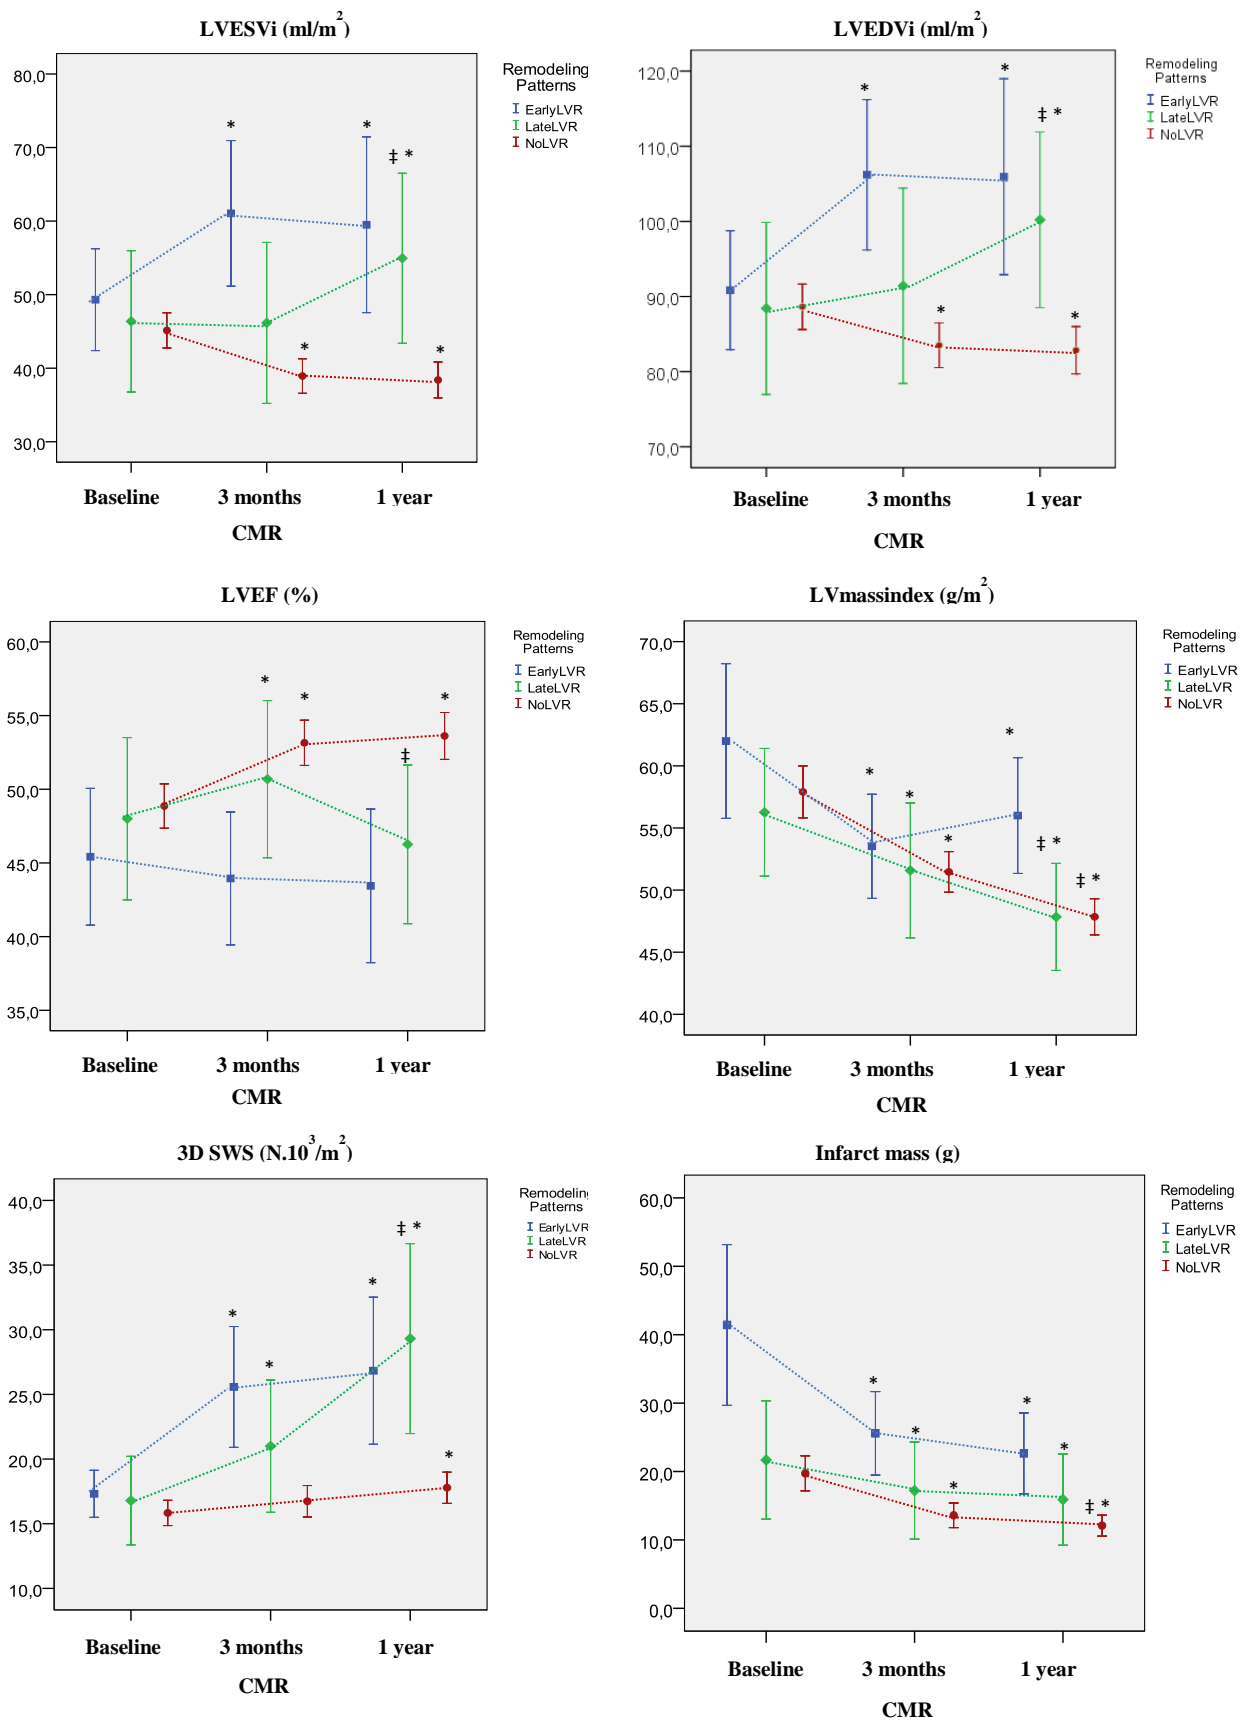 LVESVi (ml/m²)
80,0
70,0
60,0
50,0
40,0
30,0
* * ‡ *
* *
Baseline 3 months 1 year
CMR
Remodeling
Patterns
EarlyLVR
LateLVR
NoLVR
LVEDVi (ml/m²)
120,0
110,0
100,0
90,0
80,0
70,0
* * ‡ *
* *
Baseline 3 months 1 year
CMR
Remodeling
Patterns
EarlyLVR
LateLVR
NoLVR
LVEF (%)
60,0
55,0
50,0
45,0
40,0
35,0
* * *
‡
Baseline 3 months 1 year
CMR
Remodeling
Patterns
EarlyLVR
LateLVR
NoLVR
LVmassindex (g/m²)
70,0
65,0
60,0
55,0
50,0
45,0
40,0
* * * *
‡ * ‡ *
Baseline 3 months 1 year
CMR
Remodeling
Patterns
EarlyLVR
LateLVR
NoLVR
3D SWS (N.10³/m²)
40,0
35,0
30,0
25,0
20,0
15,0
10,0
* * * ‡ *
*
Baseline 3 months 1 year
CMR
Remodeling
Patterns
EarlyLVR
LateLVR
NoLVR
Infarct mass (g)
60,0
50,0
40,0
30,0
20,0
10,0
0,0
* * * * *
‡ *
Baseline 3 months 1 year
CMR
Remodeling
Patterns
EarlyLVR
LateLVR
NoLVR